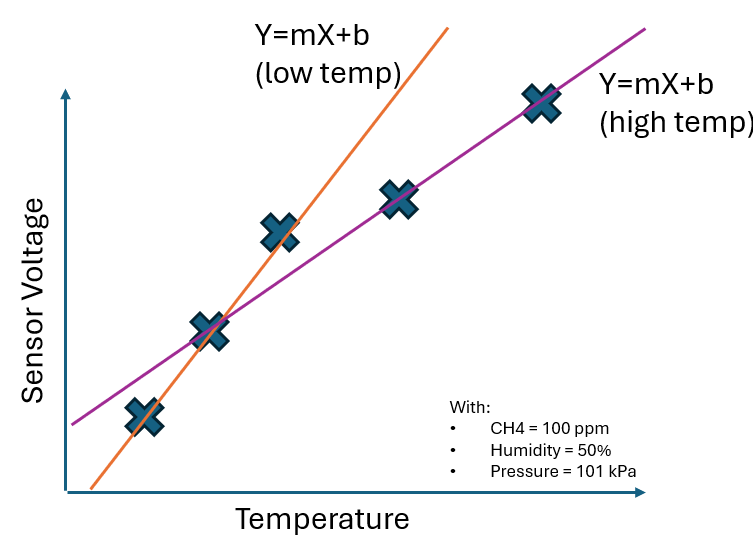 Y=mX+b
(low temp)
Y=mX+b
(high temp)
Sensor Voltage
With:
• CH4 = 100 ppm
• Humidity = 50%
• Pressure = 101 kPa
Temperature